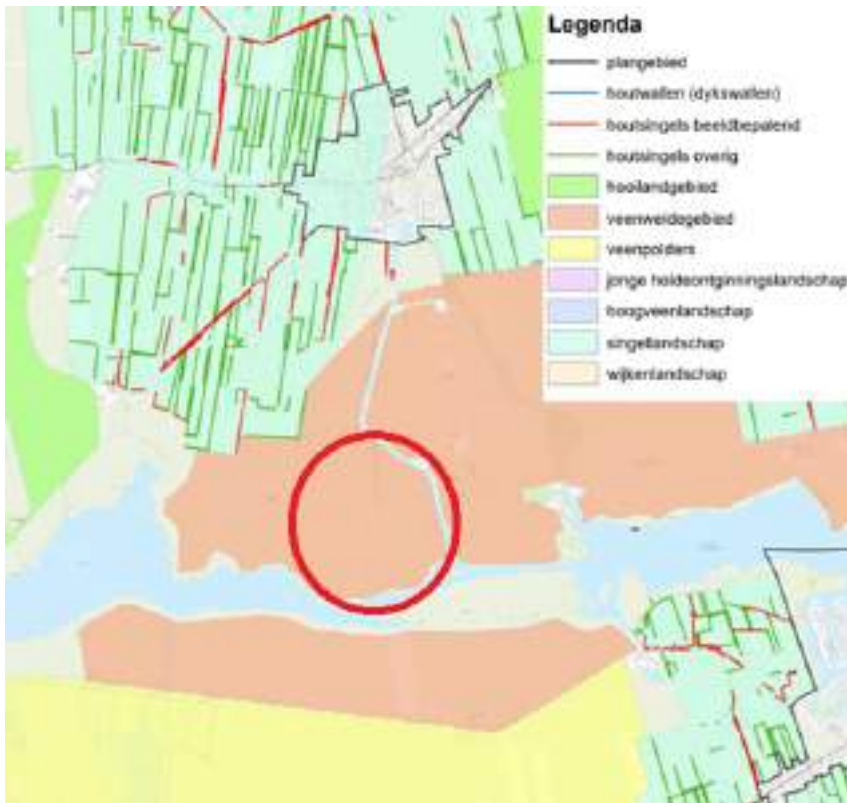 Legenda
plangebied
houtwallen (dykswallen)
houtsingels beeldbepalend
houtsingels overig
hooilandgebied
veenweidegebied
veenpolders
jonge heideontginningslandschap
hoogveenlandschap
singellandschap
wijkenlandschap